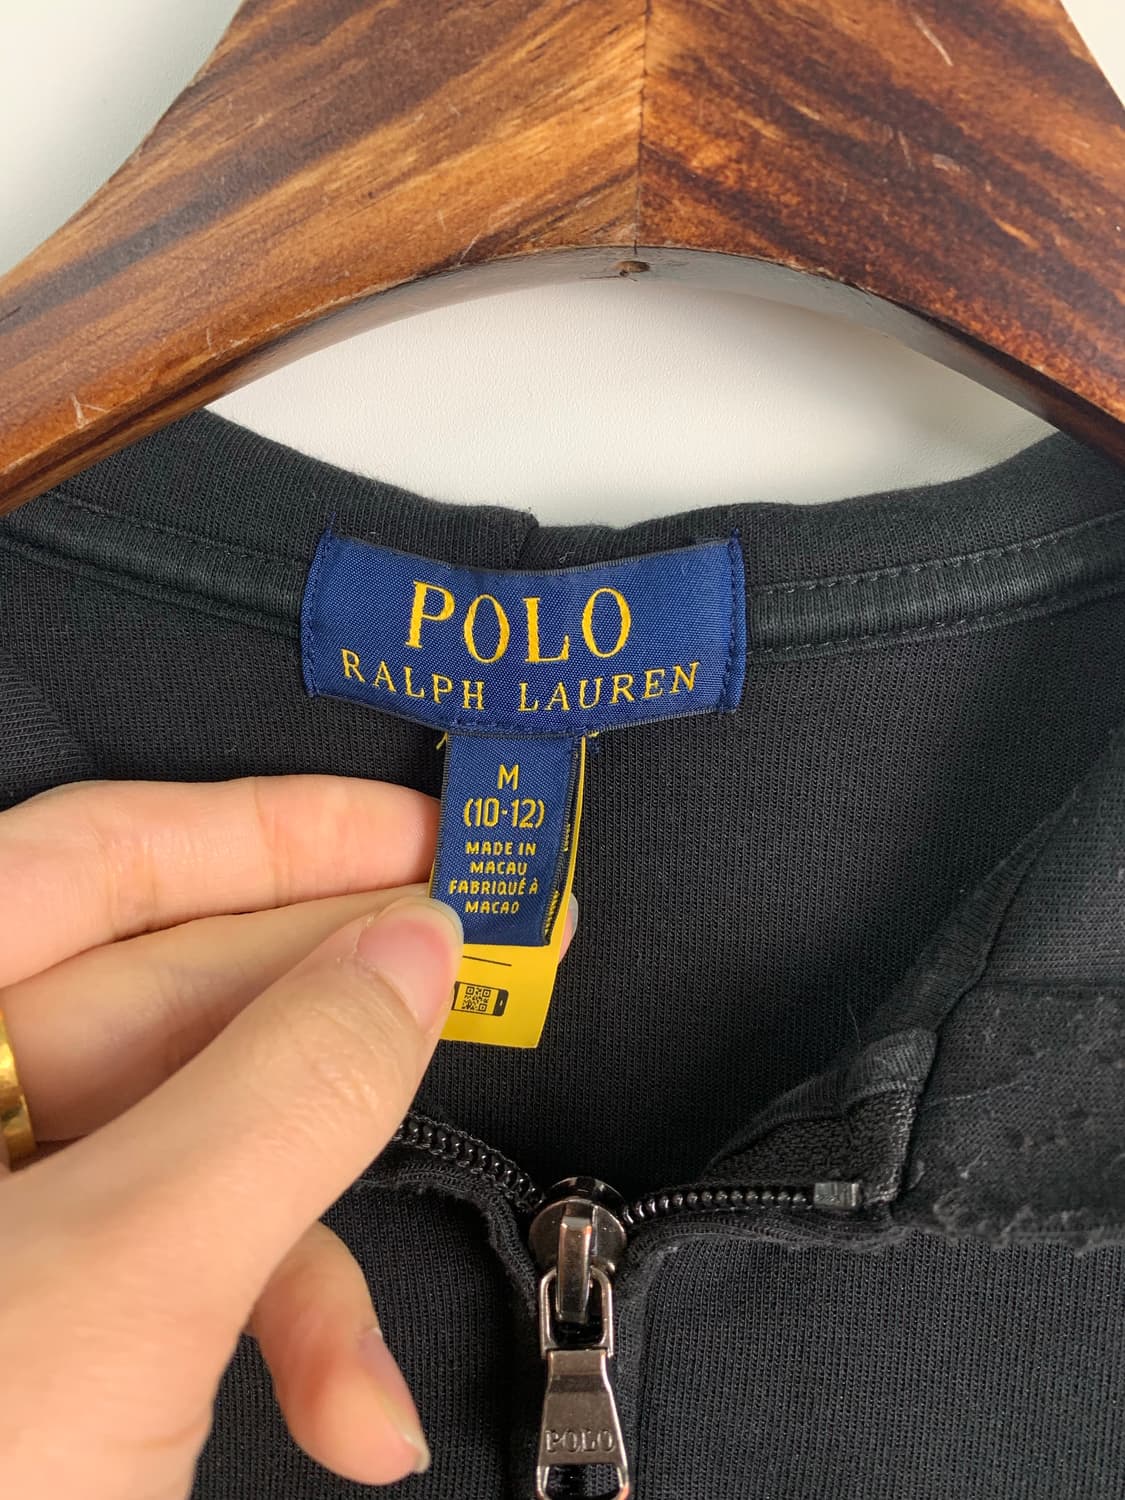 POLO
RALPH LAUREN
M
(10-12)
MADE IN
MACAU
FABRIQUÉ À
MACAO
POLO